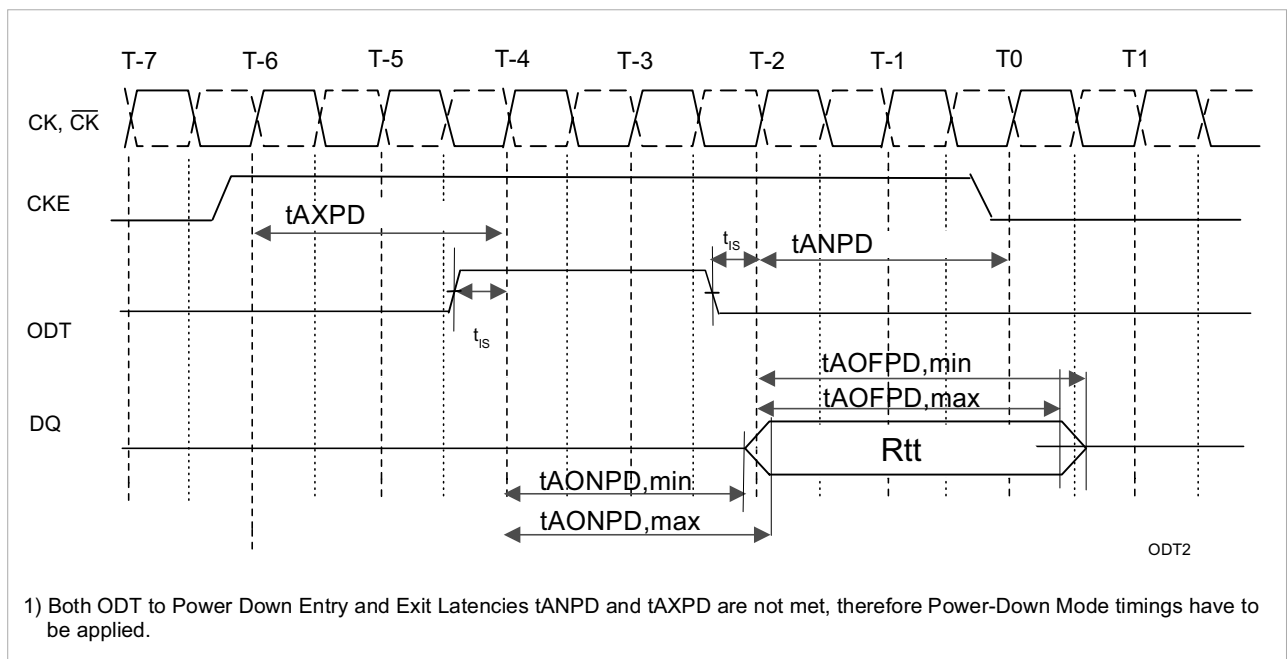 T-7 T-6 T-5 T-4 T-3 T-2 T-1 T0 T1
CK, C̅K̅
CKE
tAXPD
tIS tANPD
ODT
tIS
tAOFPD,min
tAOFPD,max
DQ
Rtt
tAONPD,min
tAONPD,max
ODT2
1) Both ODT to Power Down Entry and Exit Latencies tANPD and tAXPD are not met, therefore Power-Down Mode timings have to
be applied.